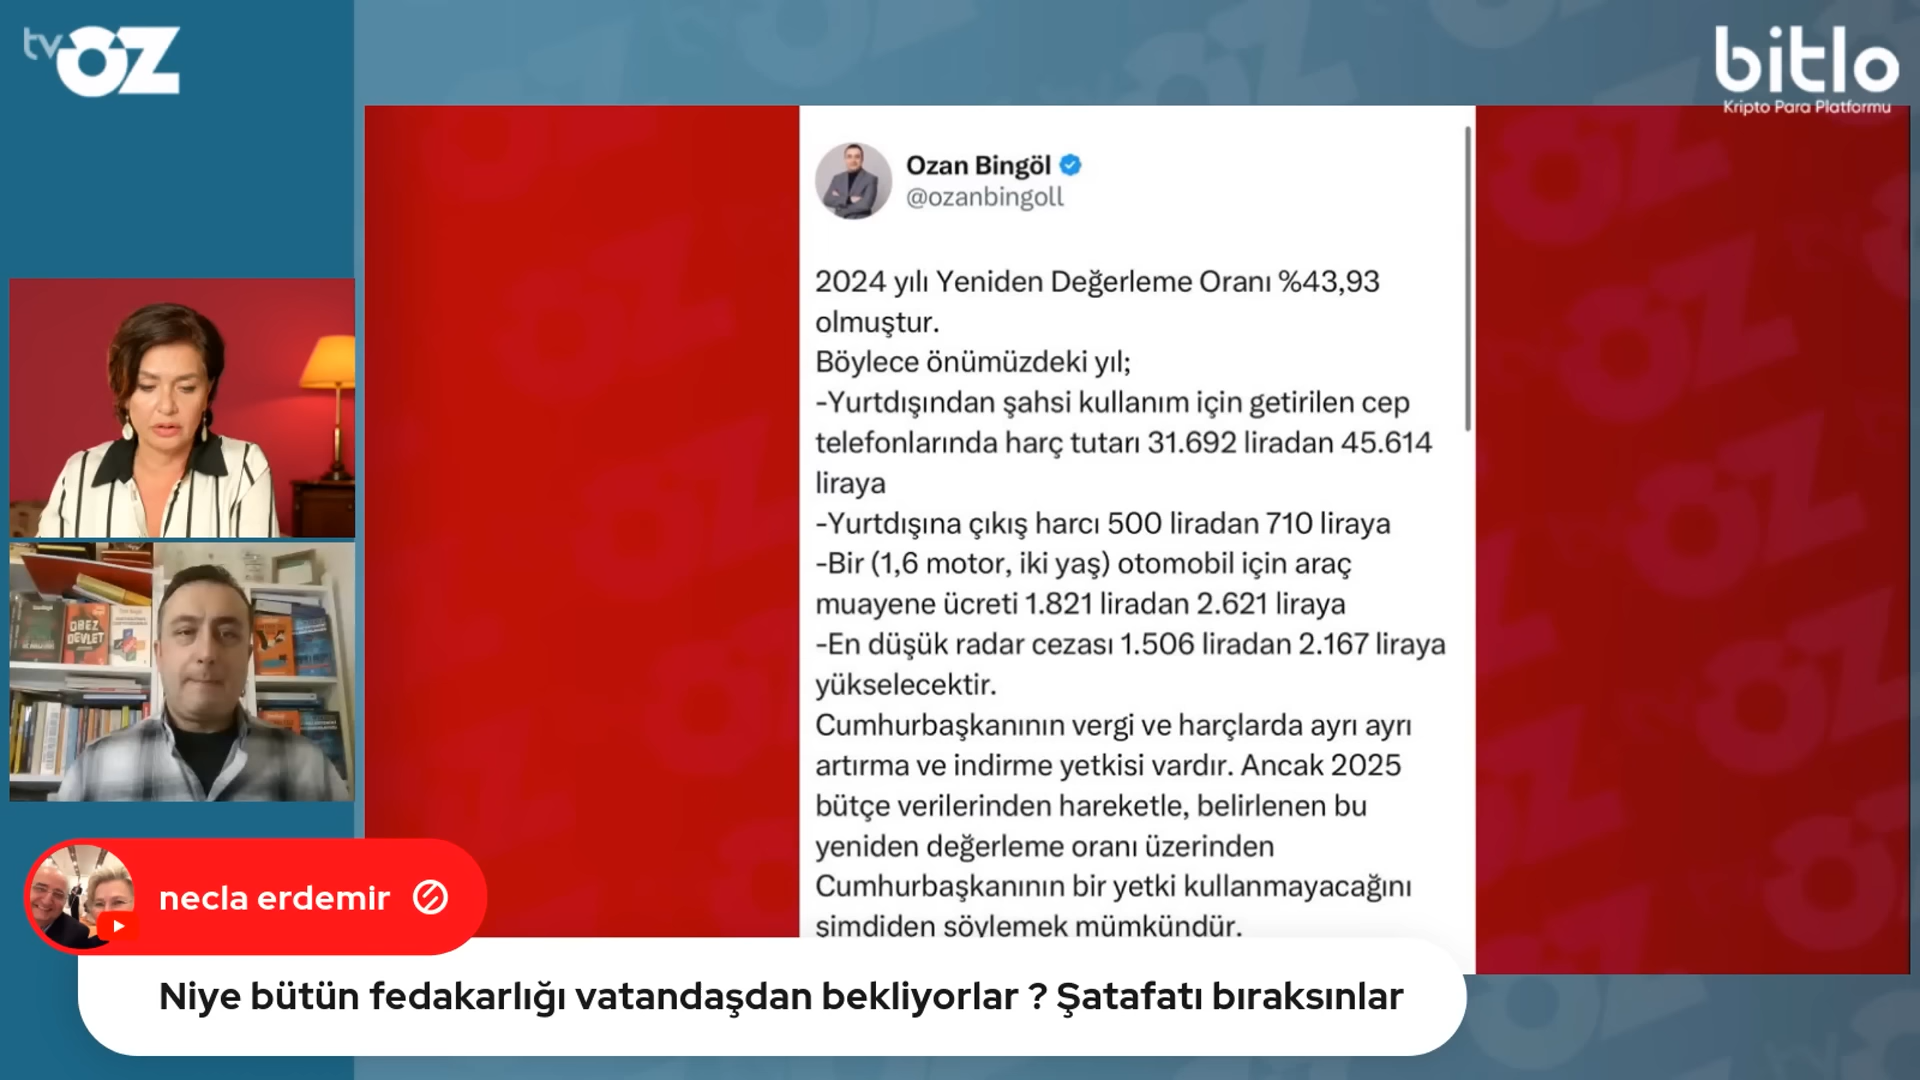 tv ÖZ
bitlo
Kripto Para Platformu
Ozan Bingöl
@ozanbingoll
2024 yılı Yeniden Değerleme Oranı %43,93
olmuştur.
Böylece önümüzdeki yıl;
-Yurtdışından şahsi kullanım için getirilen cep
telefonlarında harç tutarı 31.692 liradan 45.614
liraya
-Yurtdışına çıkış harcı 500 liradan 710 liraya
-Bir (1,6 motor, iki yaş) otomobil için araç
muayene ücreti 1.821 liradan 2.621 liraya
-En düşük radar cezası 1.506 liradan 2.167 liraya
yükselecektir.
Cumhurbaşkanının vergi ve harçlarda ayrı ayrı
artırma ve indirme yetkisi vardır. Ancak 2025
bütçe verilerinden hareketle, belirlenen bu
yeniden değerleme oranı üzerinden
Cumhurbaşkanının bir yetki kullanmayacağını
şimdiden söylemek mümkündür.
OBEZ
DEVLET
necla erdemir
Niye bütün fedakarlığı vatandaşdan bekliyorlar ? Şatafatı bıraksınlar